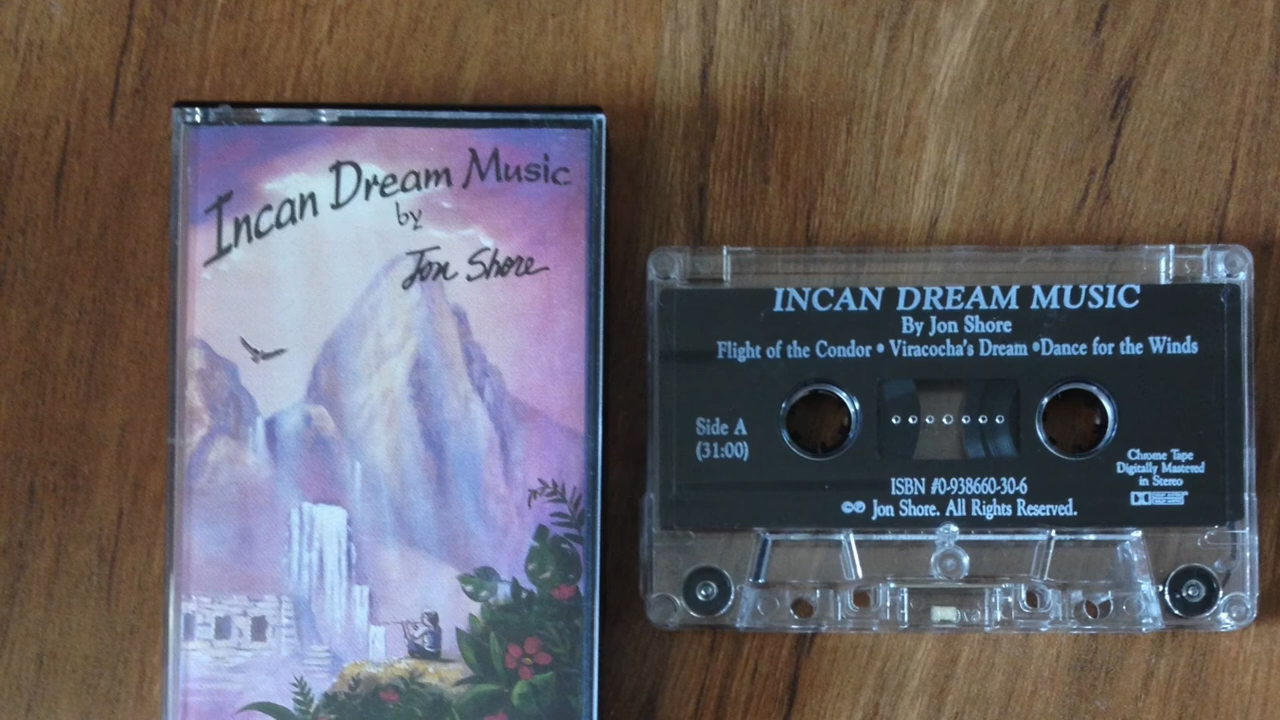 Incan Dream Music
by
Jon Shore
INCAN DREAM MUSIC
By Jon Shore
Flight of the Condor • Viracocha's Dream •Dance for the Winds
Side A
(31:00)
Chrome Tape
Digitally Mastered
in Stereo
ISBN #0-938660-30-6
©℗ Jon Shore. All Rights Reserved.